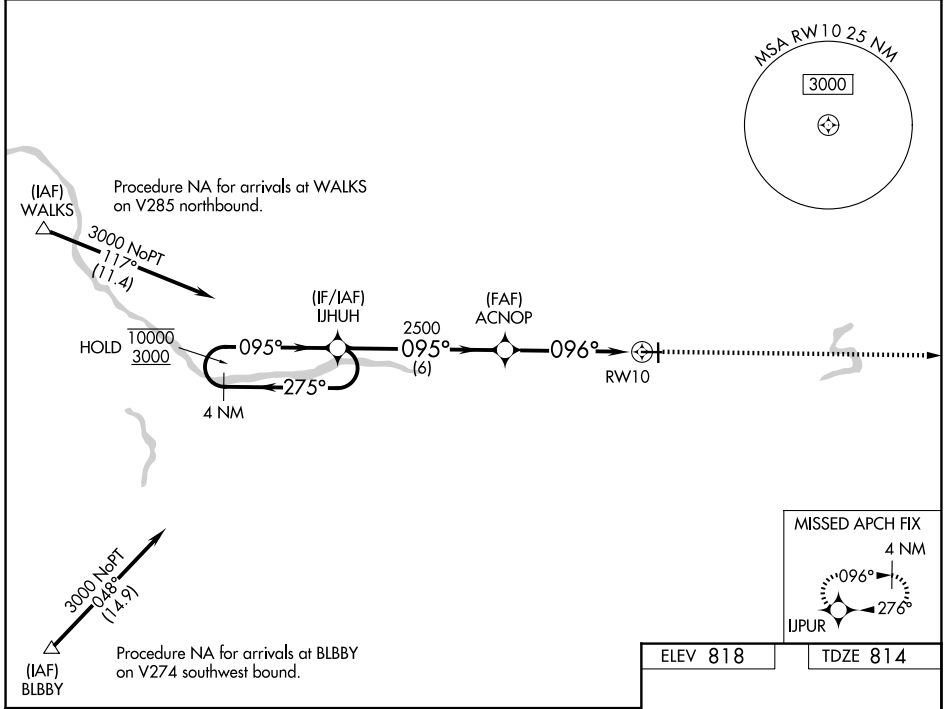 MSA RW10 25 NM
3000
(IAF)
WALKS
Procedure NA for arrivals at WALKS
on V285 northbound.
3000 NoPT
117°
(11.4)
(IF/IAF)
IJHUH
(FAF)
ACNOP
HOLD
10000
3000
095°
2500
095°
(6)
096°
RW10
275°
4 NM
MISSED APCH FIX
4 NM
096°
276°
IJPUR
3000 NoPT
048°
(14.9)
(IAF)
BLBBY
Procedure NA for arrivals at BLBBY
on V274 southwest bound.
ELEV 818
TDZE 814